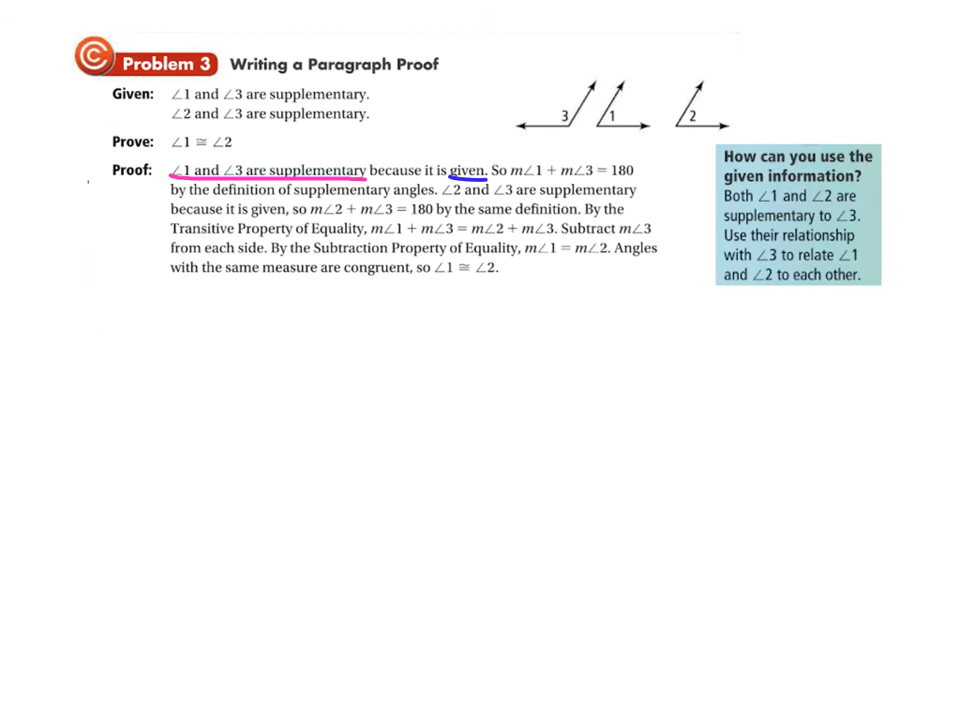 Problem 3 Writing a Paragraph Proof
Given: ∠1 and ∠3 are supplementary.
∠2 and ∠3 are supplementary.
Prove: ∠1 ≅ ∠2
Proof: ∠1 and ∠3 are supplementary because it is given. So m∠1 + m∠3 = 180
by the definition of supplementary angles. ∠2 and ∠3 are supplementary
because it is given, so m∠2 + m∠3 = 180 by the same definition. By the
Transitive Property of Equality, m∠1 + m∠3 = m∠2 + m∠3. Subtract m∠3
from each side. By the Subtraction Property of Equality, m∠1 = m∠2. Angles
with the same measure are congruent, so ∠1 ≅ ∠2.
3 1 2
How can you use the
given information?
Both ∠1 and ∠2 are
supplementary to ∠3.
Use their relationship
with ∠3 to relate ∠1
and ∠2 to each other.